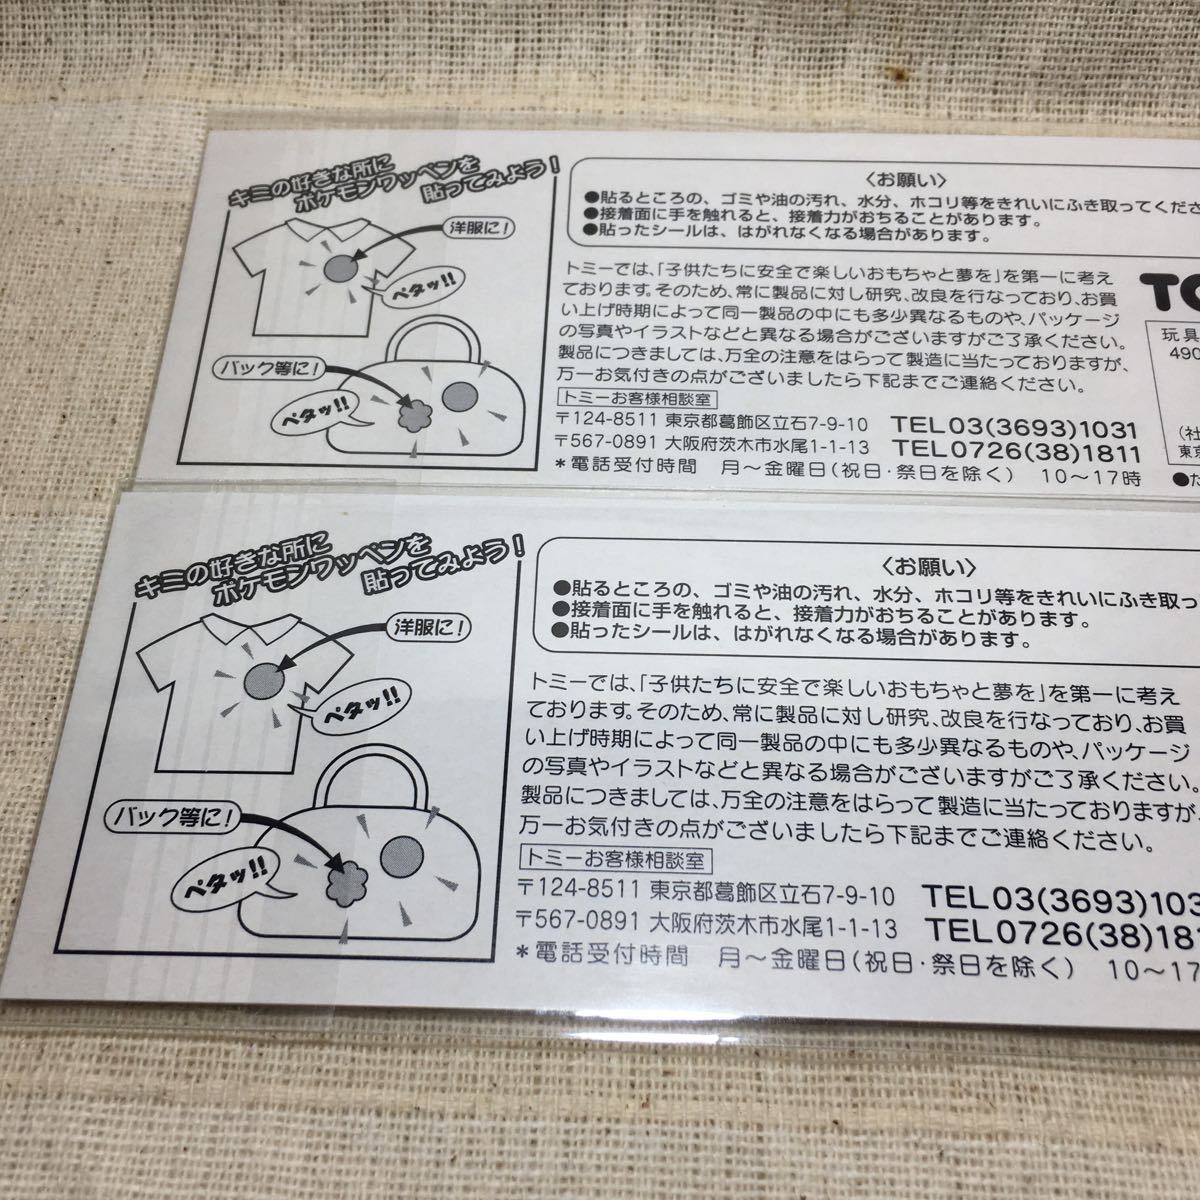 キミの好きな所に
ポケモンワッペンを
貼ってみよう!
洋服に!
ペタッ!!
バック等に!
ペタッ!!
〈お願い〉
●貼るところの、ゴミや油の汚れ、水分、ホコリ等をきれいにふき取ってくださ
●接着面に手を触れると、接着力がおちることがあります。
●貼ったシールは、はがれなくなる場合があります。
トミーでは、「子供たちに安全で楽しいおもちゃと夢を」を第一に考え
ております。そのため、常に製品に対し研究、改良を行なっており、お買
い上げ時期によって同一製品の中にも多少異なるものや、パッケージ
の写真やイラストなどと異なる場合がございますがご了承ください。
製品につきましては、万全の注意をはらって製造に当たっておりますが、
万一お気付きの点がございましたら下記までご連絡ください。
トミーお客様相談室
〒124-8511 東京都葛飾区立石7-9-10 TEL03(3693)1031
〒567-0891 大阪府茨木市水尾1-1-13 TEL0726(38)1811
*電話受付時間 月～金曜日(祝日・祭日を除く) 10～17時
TO
玩具
490
(社
東京
●た
キミの好きな所に
ポケモンワッペンを
貼ってみよう!
洋服に!
ペタッ!!
バック等に!
ペタッ!!
〈お願い〉
●貼るところの、ゴミや油の汚れ、水分、ホコリ等をきれいにふき取っ
●接着面に手を触れると、接着力がおちることがあります。
●貼ったシールは、はがれなくなる場合があります。
トミーでは、「子供たちに安全で楽しいおもちゃと夢を」を第一に考え
ております。そのため、常に製品に対し研究、改良を行なっており、お買
い上げ時期によって同一製品の中にも多少異なるものや、パッケージ
の写真やイラストなどと異なる場合がございますがご了承ください。
製品につきましては、万全の注意をはらって製造に当たっておりますが、
万一お気付きの点がございましたら下記までご連絡ください。
トミーお客様相談室
〒124-8511 東京都葛飾区立石7-9-10 TEL03(3693)103
〒567-0891 大阪府茨木市水尾1-1-13 TEL0726(38)181
*電話受付時間 月～金曜日(祝日・祭日を除く) 10～17